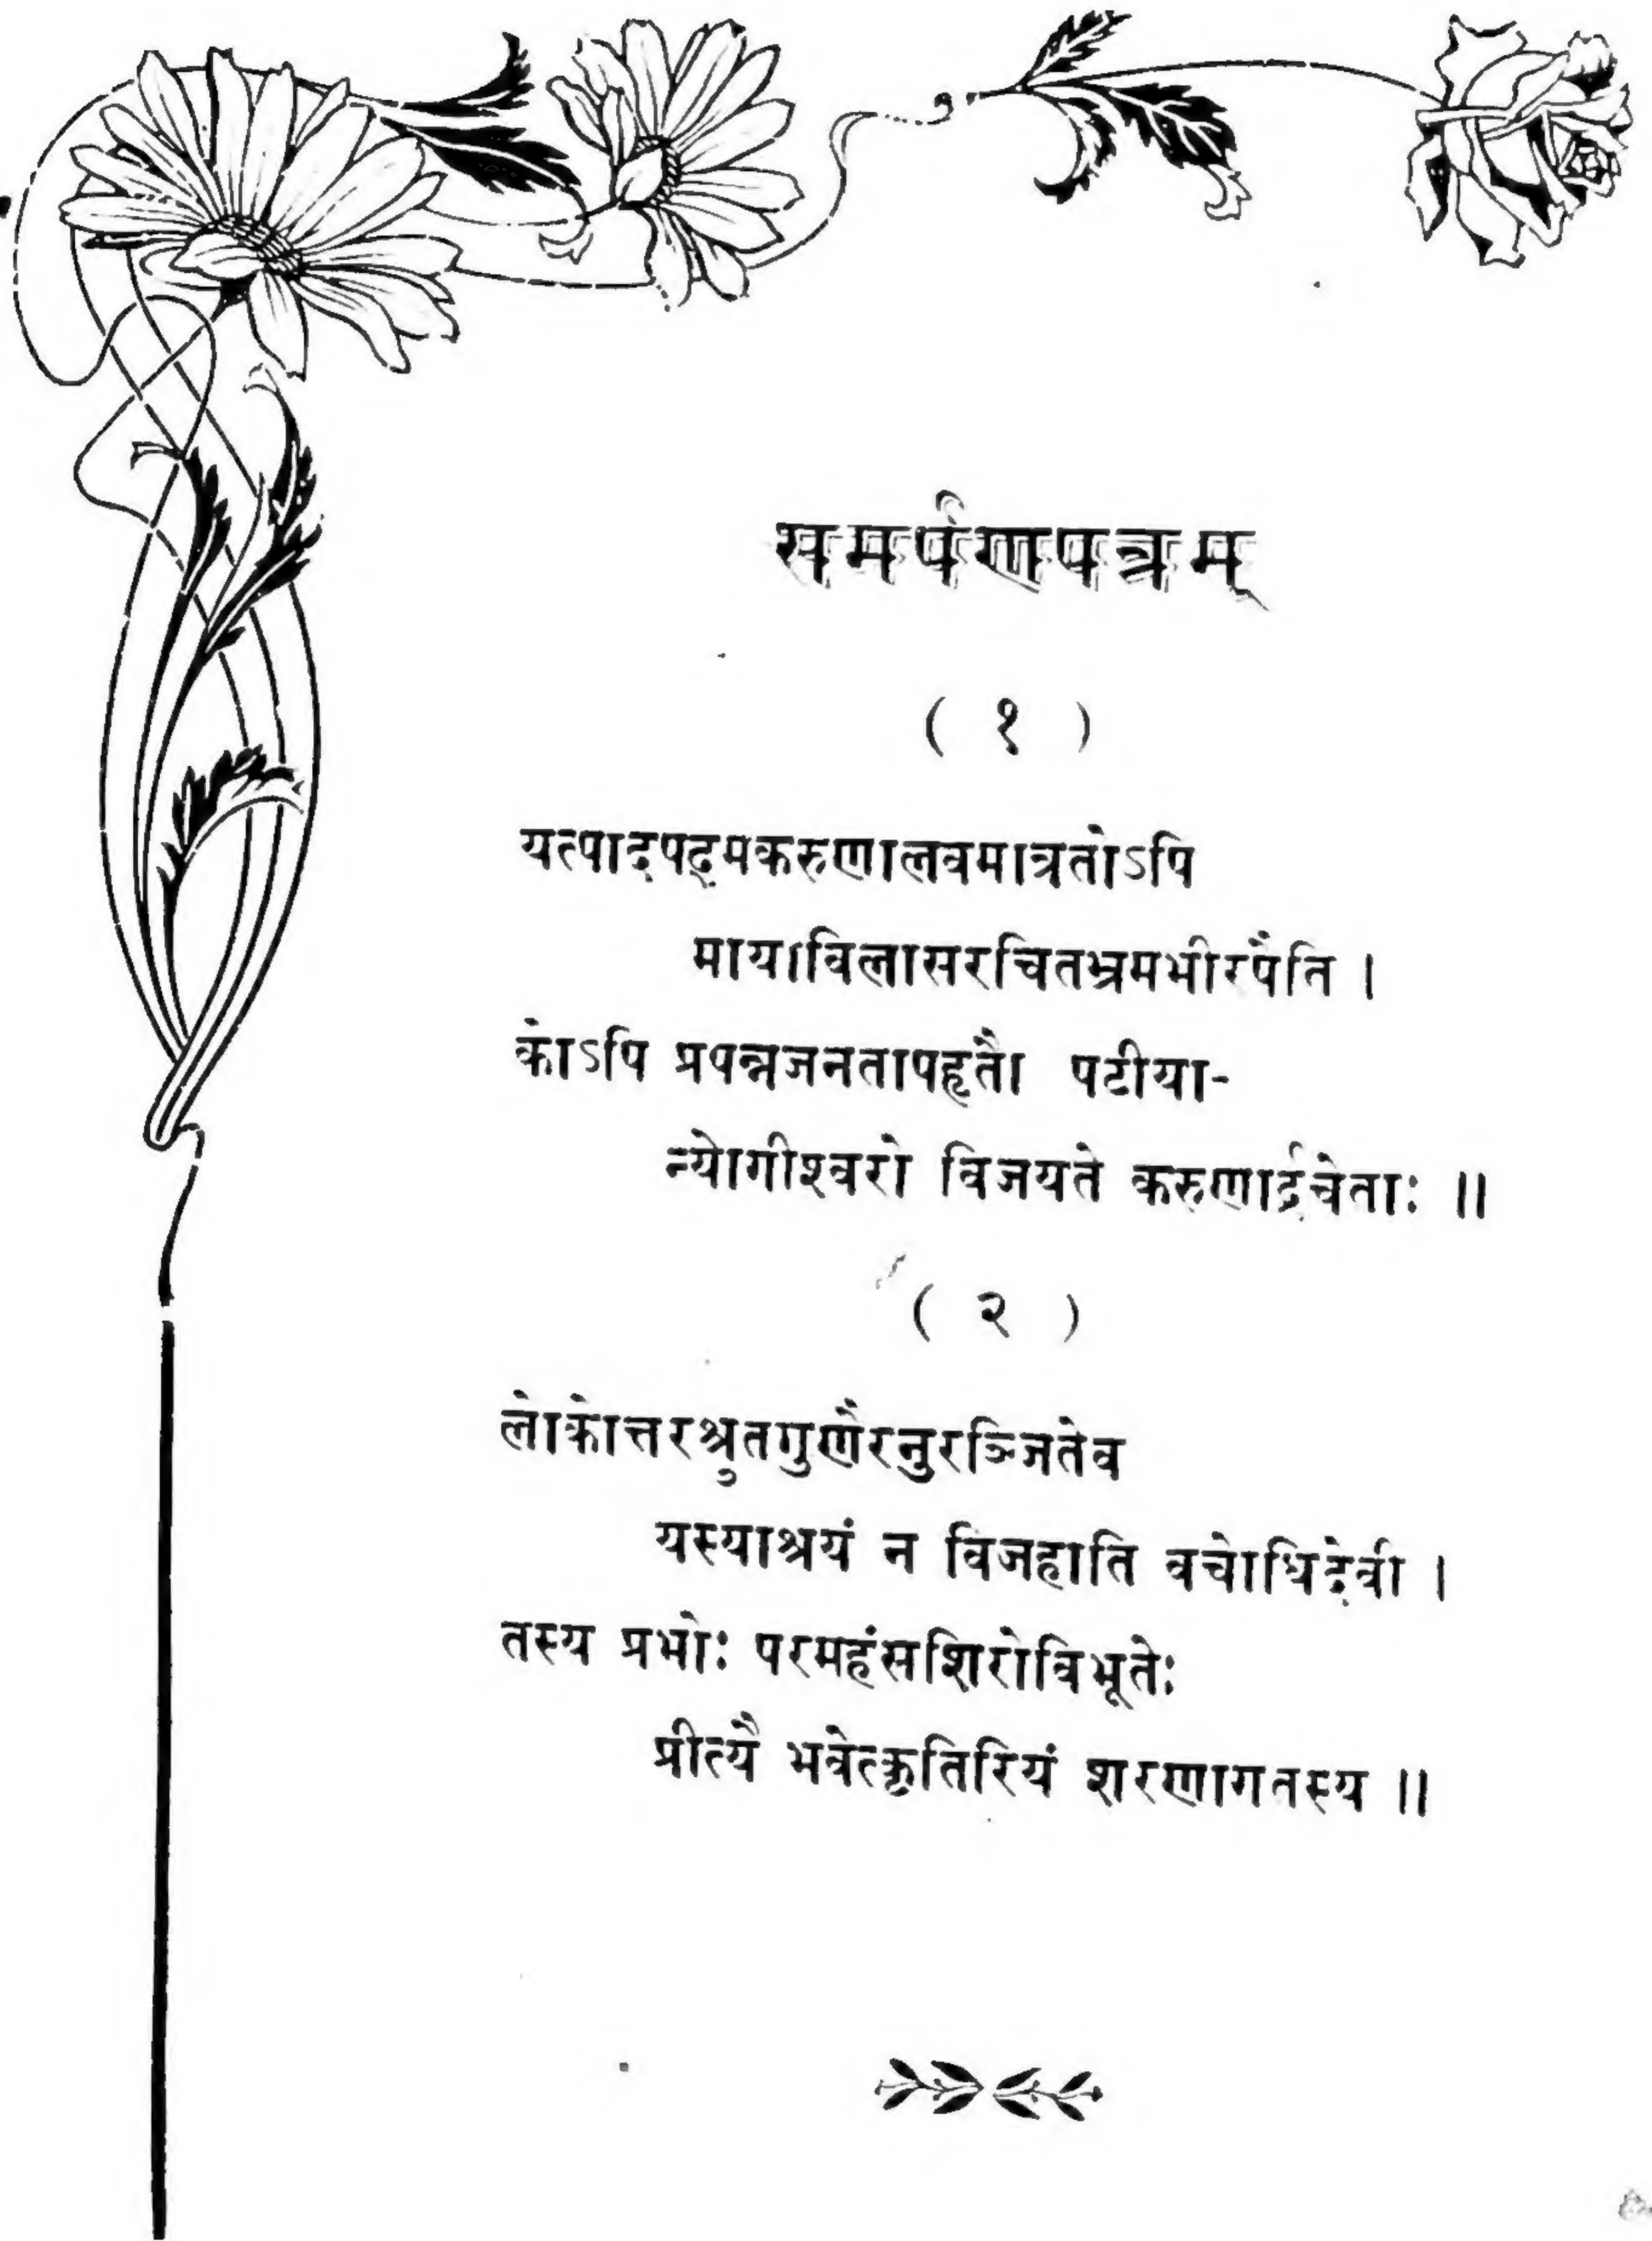 समर्पणपत्रम्
( १ )
यत्पादपद्मकरुणालवमात्रतोऽपि
मायाविलासरचितभ्रमभीरपैति ।
कोऽपि प्रपन्नजनतापहृतौ पटीया-
न्योगीश्वरो विजयते करुणार्द्रचेताः ॥
( २ )
लोकोत्तरश्रुतगुणैरनुरञ्जितेव
यस्याश्रयं न विजहाति वचोधिदेवी ।
तस्य प्रभोः परमहंसशिरोविभूतेः
प्रीत्यै भवेत्कृतिरियं शरणागतस्य ॥